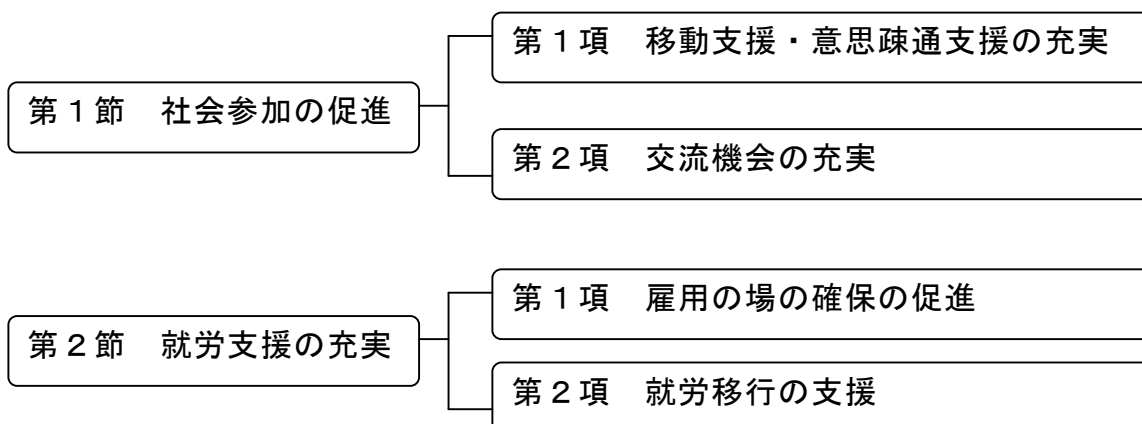 第１節　社会参加の促進
第１項　移動支援・意思疎通支援の充実
第２項　交流機会の充実
第２節　就労支援の充実
第１項　雇用の場の確保の促進
第２項　就労移行の支援